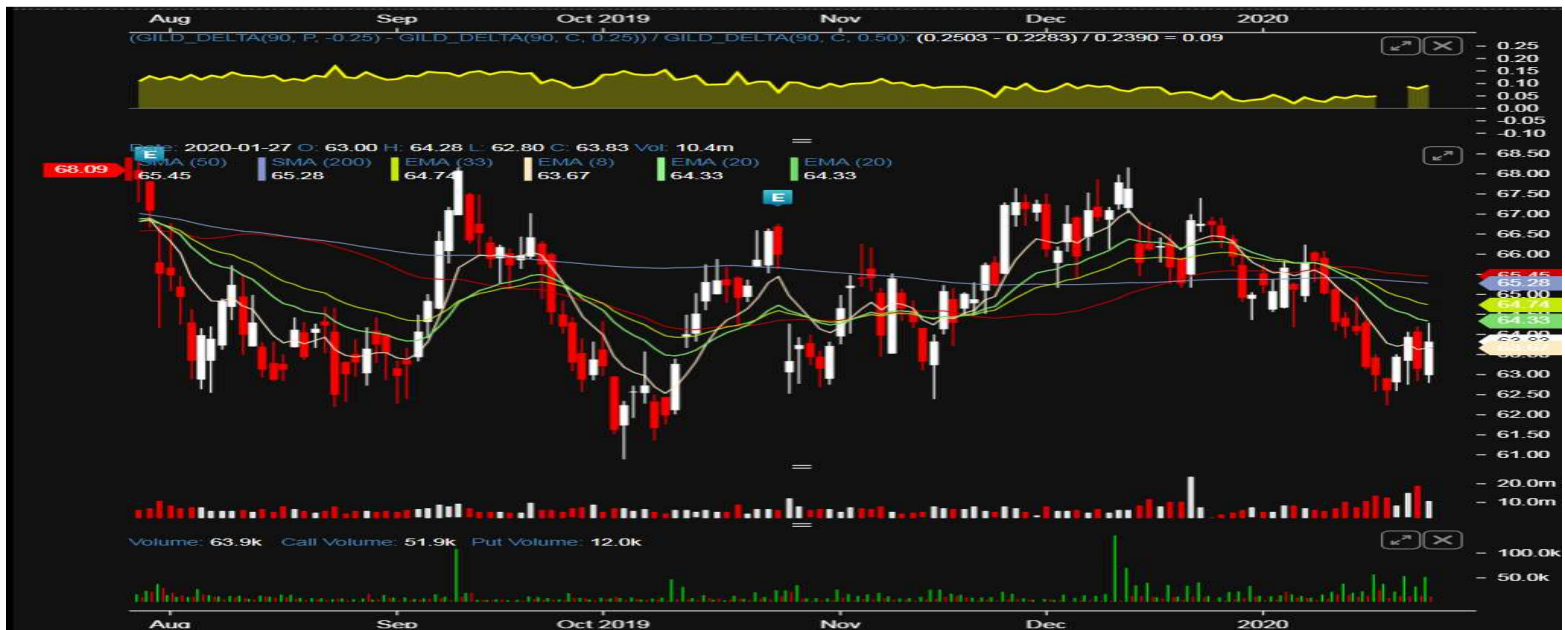 Aug Sep Oct 2019 Nov Dec 2020
(GILD_DELTA(90, P, -0.25) - GILD_DELTA(90, C, 0.25)) / GILD_DELTA(90, C, 0.50): (0.2503 - 0.2283) / 0.2390 = 0.09
0.25
0.20
0.15
0.10
0.05
0.00
-0.05
-0.10
Date: 2020-01-27 O: 63.00 H: 64.28 L: 62.80 C: 63.83 Vol: 10.4m
E
SMA (50) SMA (200) EMA (33) EMA (8) EMA (20) EMA (20)
65.45 65.28 64.74 63.67 64.33 64.33
68.09
E
68.50
68.00
67.50
67.00
66.50
66.00
65.45
65.28
65.00
64.74
64.33
63.83
63.00
62.50
62.00
61.50
61.00
20.0m
10.0m
Volume: 63.9k Call Volume: 51.9k Put Volume: 12.0k
100.0k
50.0k
Aug Sep Oct 2019 Nov Dec 2020